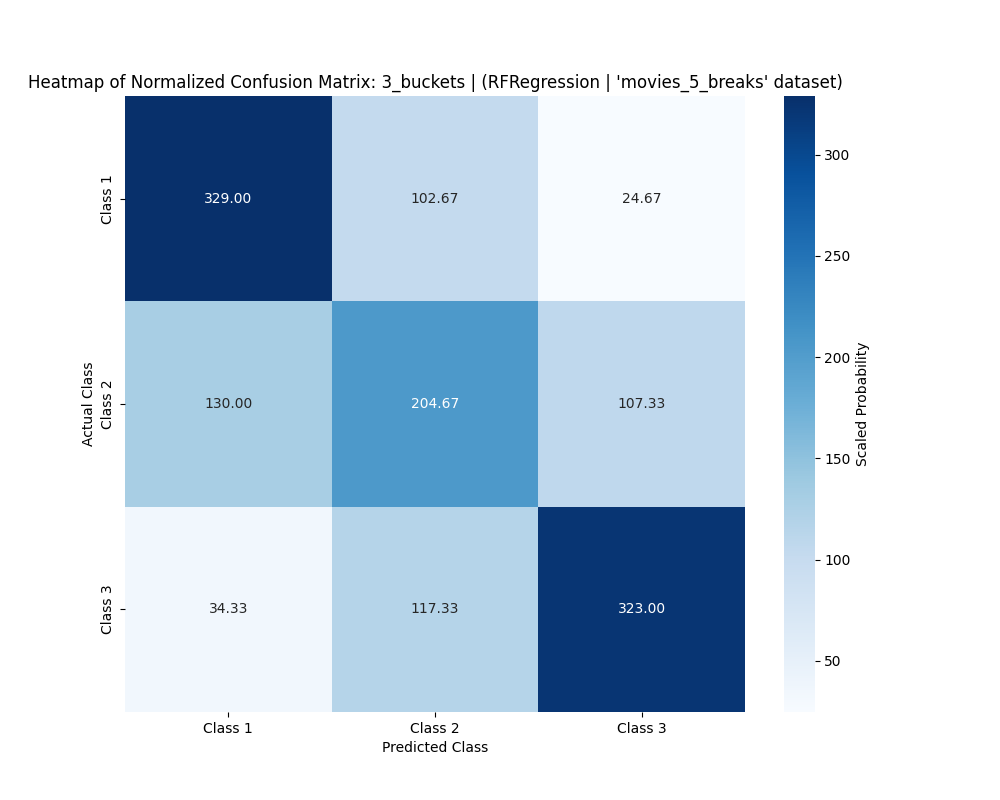 Heatmap of Normalized Confusion Matrix: 3_buckets | (RFRegression | 'movies_5_breaks' dataset)
Actual Class
Class 1
329.00 102.67 24.67
Class 2
130.00 204.67 107.33
Class 3
34.33 117.33 323.00
Class 1 Class 2 Class 3
Predicted Class
300
250
200
150
100
50
Scaled Probability